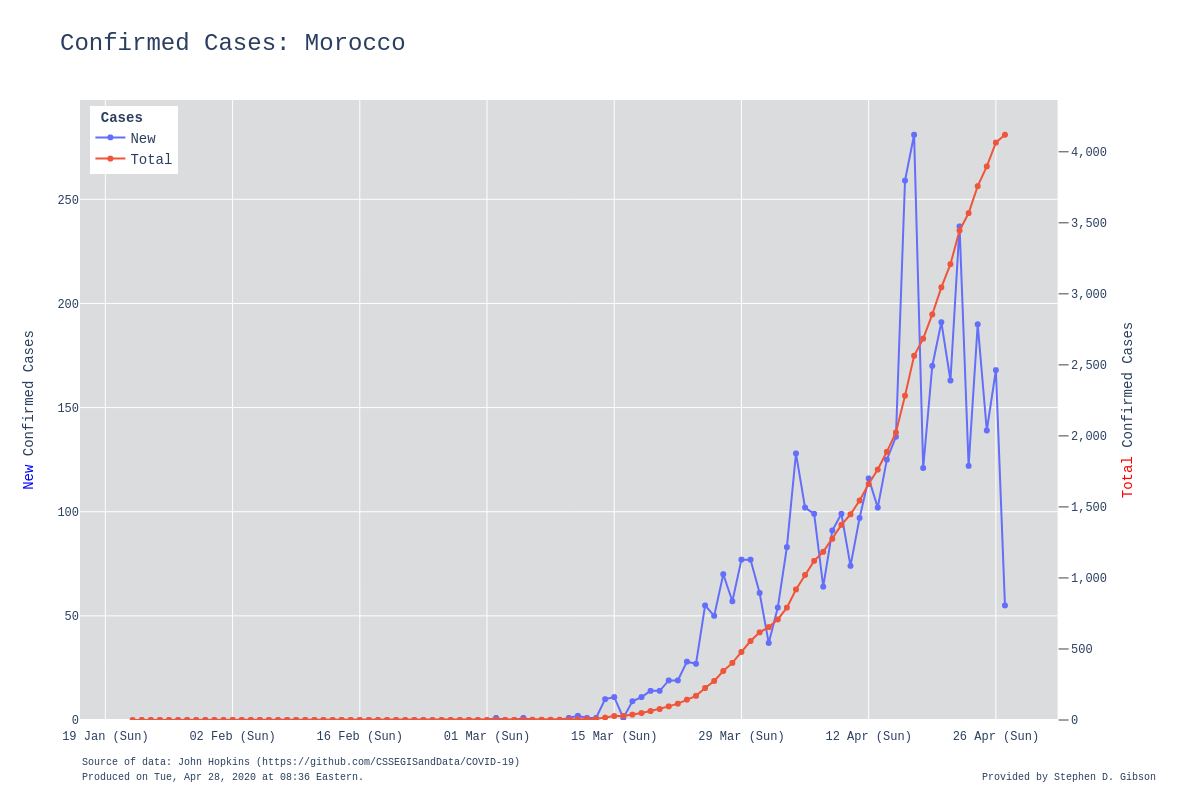 Confirmed Cases: Morocco
Cases
New
Total
250
200
150
100
50
0
4,000
3,500
3,000
2,500
2,000
1,500
1,000
500
0
New Confirmed Cases
Total Confirmed Cases
19 Jan (Sun)
02 Feb (Sun)
16 Feb (Sun)
01 Mar (Sun)
15 Mar (Sun)
29 Mar (Sun)
12 Apr (Sun)
26 Apr (Sun)
Source of data: John Hopkins (https://github.com/CSSEGISandData/COVID-19)
Produced on Tue, Apr 28, 2020 at 08:36 Eastern.
Provided by Stephen D. Gibson